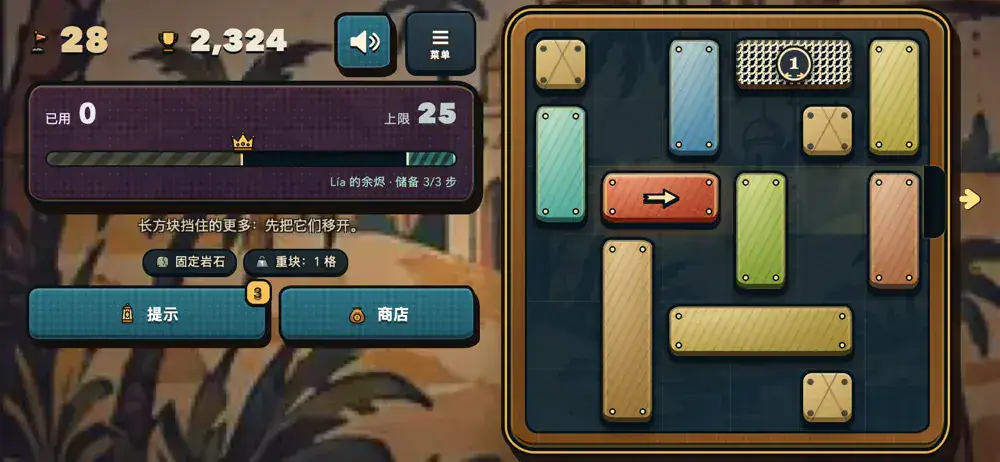 28
2,324
菜单
已用 0
上限 25
Lía 的余烬 · 储备 3/3 步
长方块挡住的更多：先把它们移开。
固定岩石
重块：1 格
提示
3
商店
1